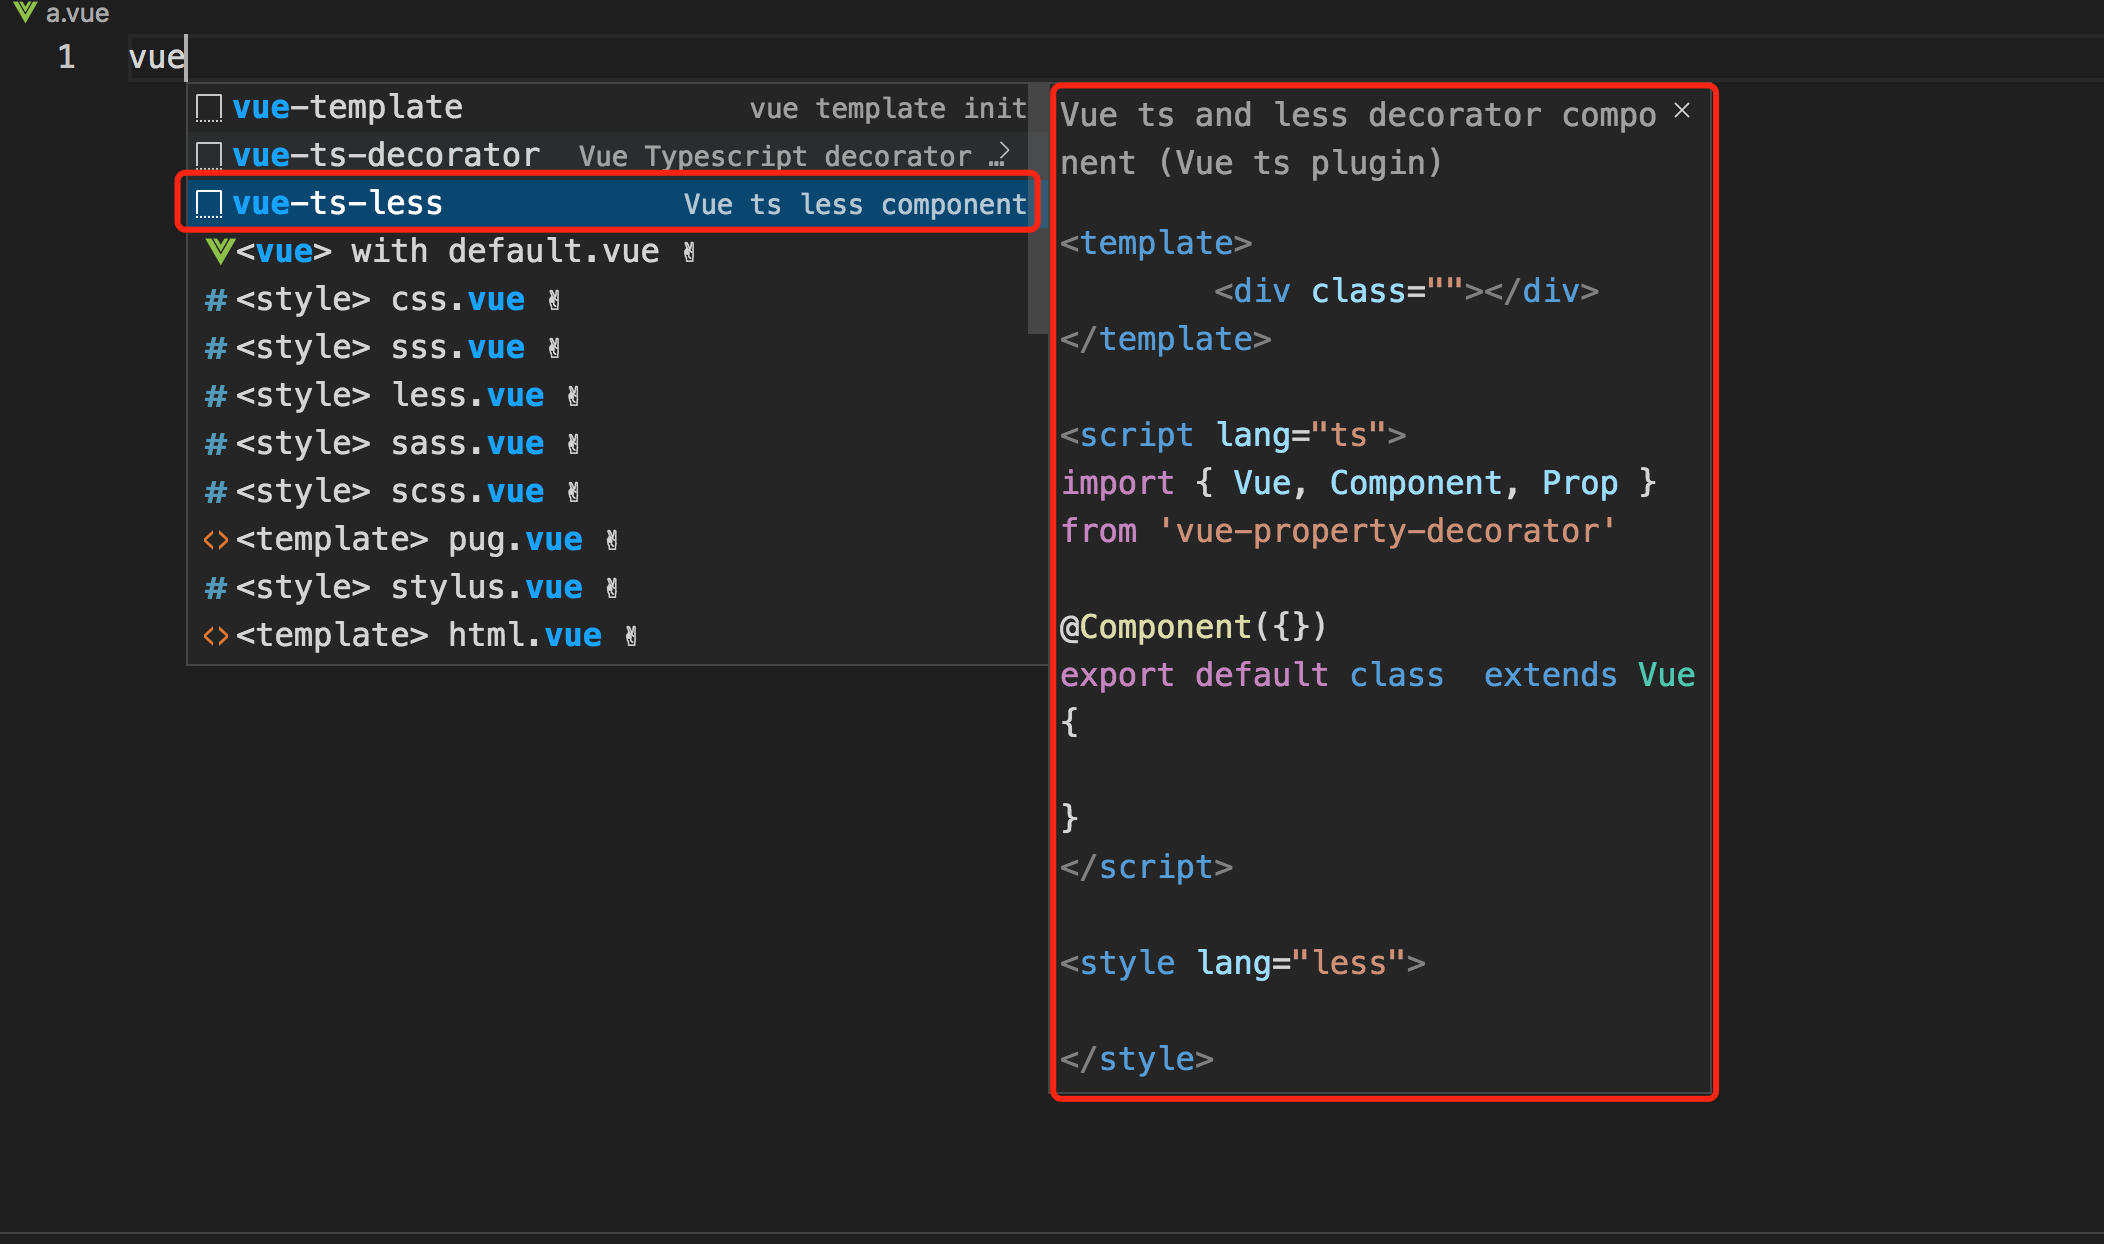 a.vue
1 vue
vue-template vue template init
vue-ts-decorator Vue Typescript decorator …
vue-ts-less Vue ts less component
<vue> with default.vue ✌
# <style> css.vue ✌
# <style> sss.vue ✌
# <style> less.vue ✌
# <style> sass.vue ✌
# <style> scss.vue ✌
<template> pug.vue ✌
# <style> stylus.vue ✌
<template> html.vue ✌
Vue ts and less decorator compo
nent (Vue ts plugin)
<template>
<div class=""></div>
</template>
<script lang="ts">
import { Vue, Component, Prop }
from 'vue-property-decorator'
@Component({})
export default class  extends Vue
{
}
</script>
<style lang="less">
</style>